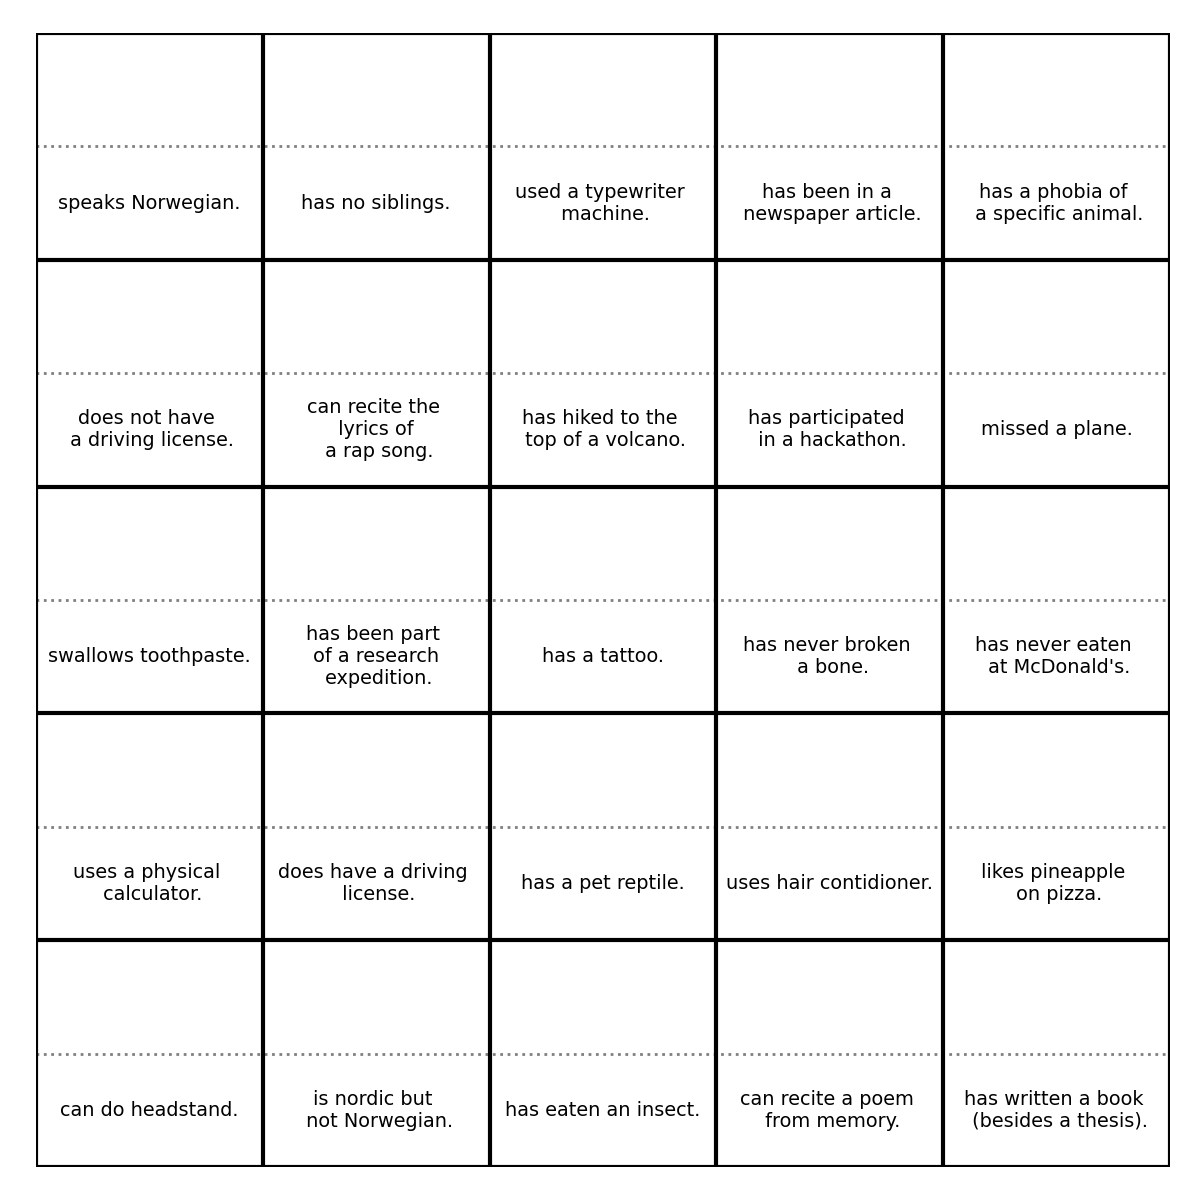 speaks Norwegian.
has no siblings.
used a typewriter
machine.
has been in a
newspaper article.
has a phobia of
a specific animal.
does not have
a driving license.
can recite the
lyrics of
a rap song.
has hiked to the
top of a volcano.
has participated
in a hackathon.
missed a plane.
swallows toothpaste.
has been part
of a research
expedition.
has a tattoo.
has never broken
a bone.
has never eaten
at McDonald's.
uses a physical
calculator.
does have a driving
license.
has a pet reptile.
uses hair contidioner.
likes pineapple
on pizza.
can do headstand.
is nordic but
not Norwegian.
has eaten an insect.
can recite a poem
from memory.
has written a book
(besides a thesis).